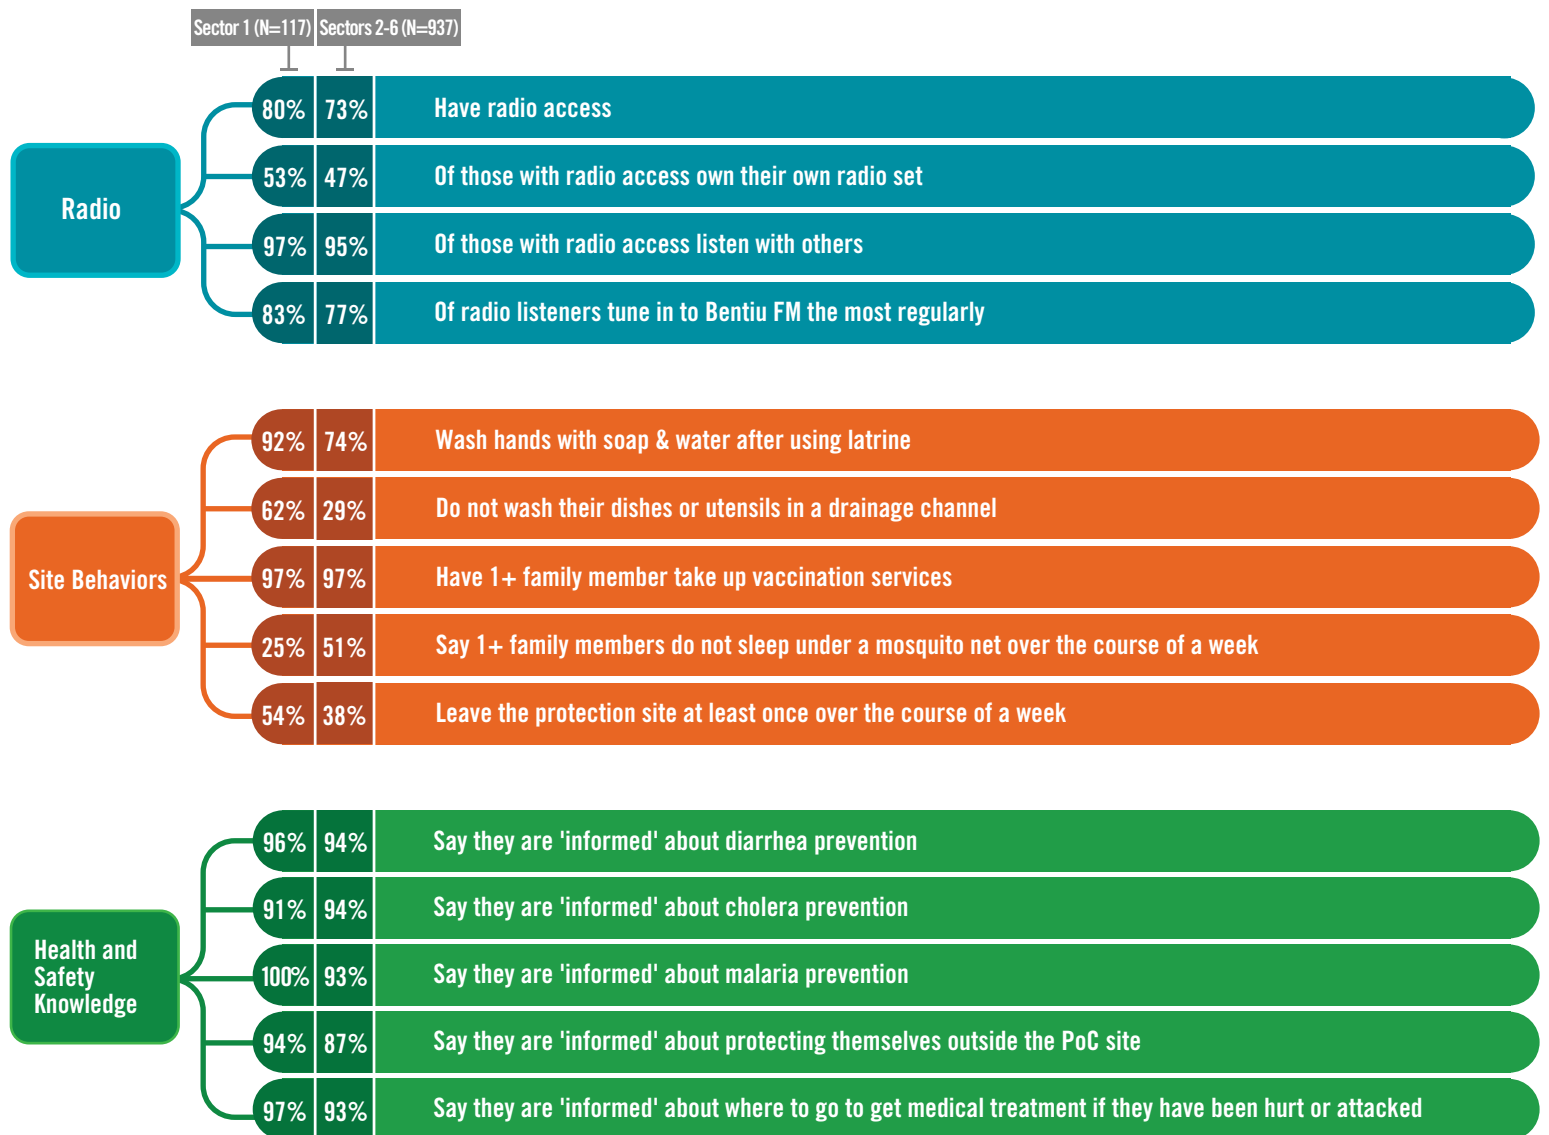 Sector 1 (N=117) Sectors 2-6 (N=937)
Radio
80% 73% Have radio access
53% 47% Of those with radio access own their own radio set
97% 95% Of those with radio access listen with others
83% 77% Of radio listeners tune in to Bentiu FM the most regularly
Site Behaviors
92% 74% Wash hands with soap & water after using latrine
62% 29% Do not wash their dishes or utensils in a drainage channel
97% 97% Have 1+ family member take up vaccination services
25% 51% Say 1+ family members do not sleep under a mosquito net over the course of a week
54% 38% Leave the protection site at least once over the course of a week
Health and
Safety
Knowledge
96% 94% Say they are 'informed' about diarrhea prevention
91% 94% Say they are 'informed' about cholera prevention
100% 93% Say they are 'informed' about malaria prevention
94% 87% Say they are 'informed' about protecting themselves outside the PoC site
97% 93% Say they are 'informed' about where to go to get medical treatment if they have been hurt or attacked